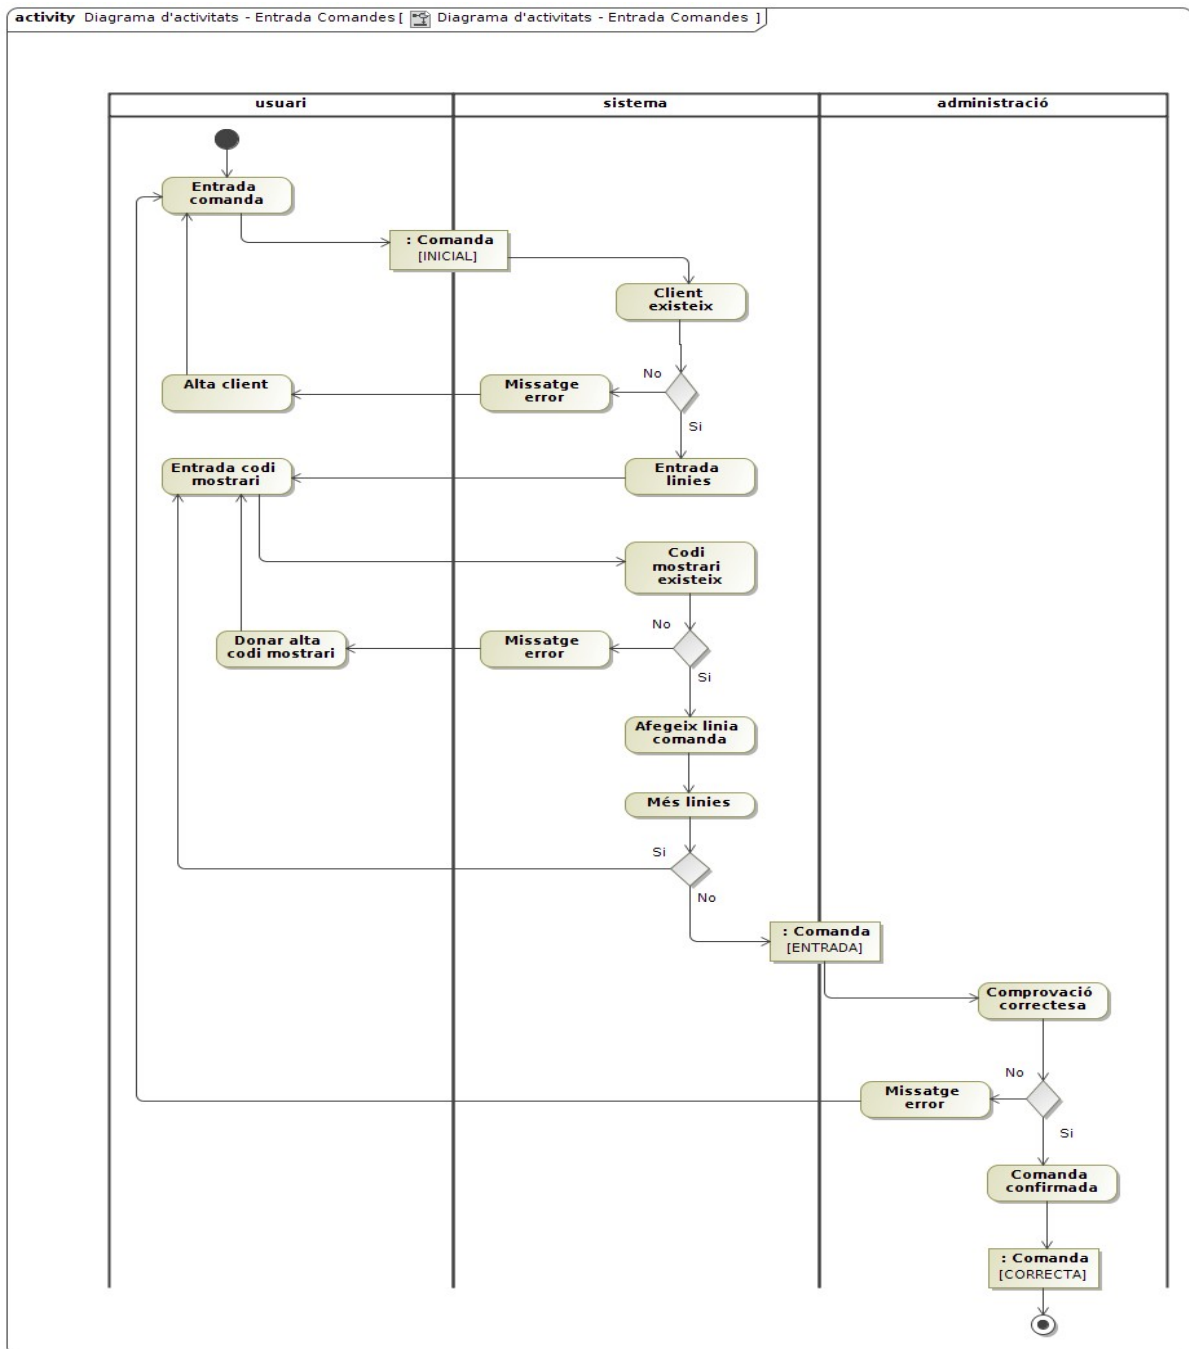 activity Diagrama d'activitats - Entrada Comandes [ Diagrama d'activitats - Entrada Comandes ]
usuari
sistema
administració
Entrada
comanda
: Comanda
[INICIAL]
Client
existeix
No
Missatge
error
Alta client
Si
Entrada codi
mostrari
Entrada
linies
Codi
mostrari
existeix
No
Donar alta
codi mostrari
Missatge
error
Si
Afegeix linia
comanda
Més linies
Si
No
: Comanda
[ENTRADA]
Comprovació
correctesa
No
Missatge
error
Si
Comanda
confirmada
: Comanda
[CORRECTA]